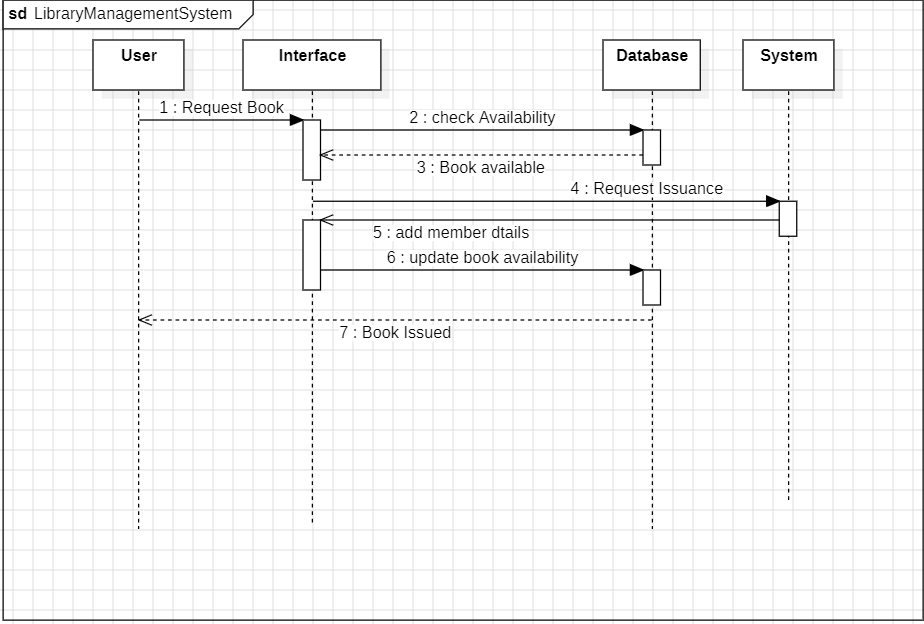 sd LibraryManagementSystem
User
Interface
Database
System
1 : Request Book
2 : check Availability
3 : Book available
4 : Request Issuance
5 : add member dtails
6 : update book availability
7 : Book Issued